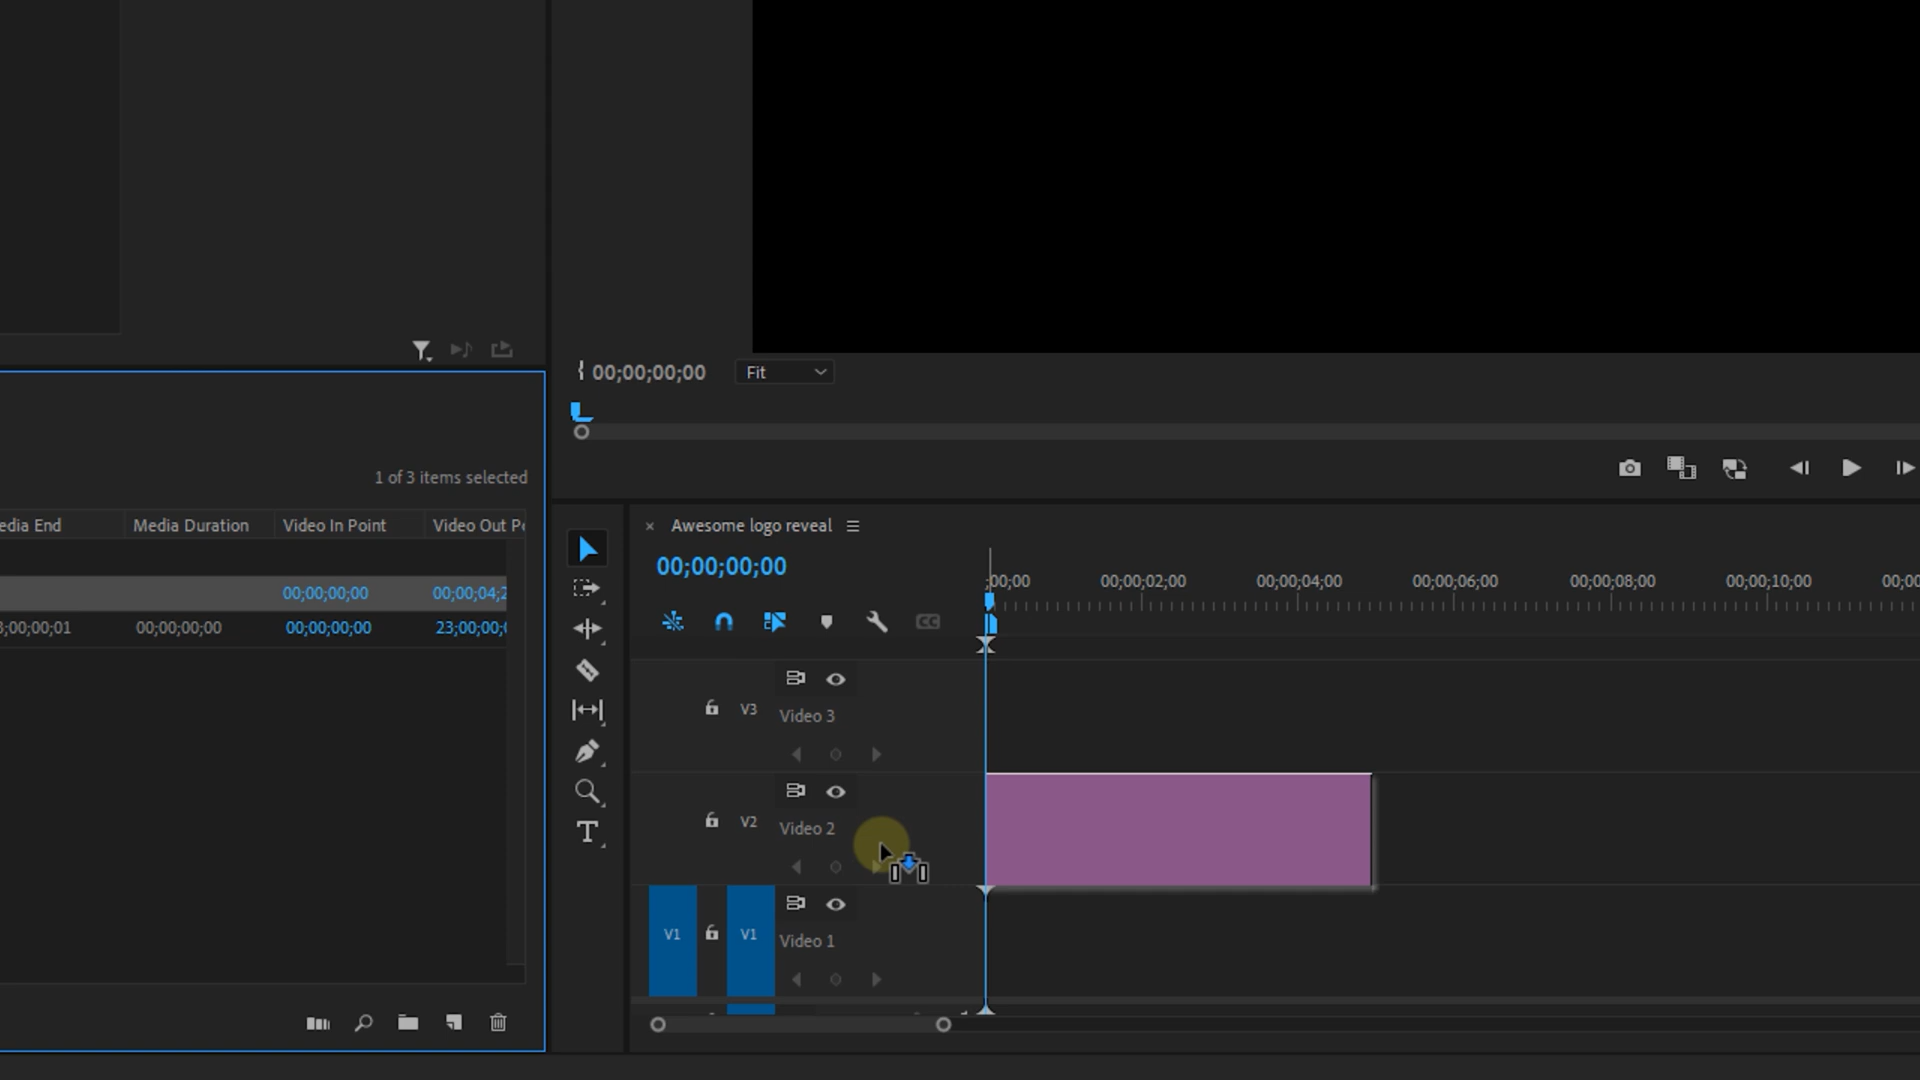 00;00;00;00
Fit
1 of 3 items selected
edia End
Media Duration
Video In Point
Video Out P
00;00;00;00
00;00;04;2
3;00;00;01
00;00;00;00
00;00;00;00
23;00;00;
Awesome logo reveal
00;00;00;00
;00;00
00;00;02;00
00;00;04;00
00;00;06;00
00;00;08;00
00;00;10;00
00;00
CC
V3
Video 3
V2
Video 2
V1
V1
Video 1